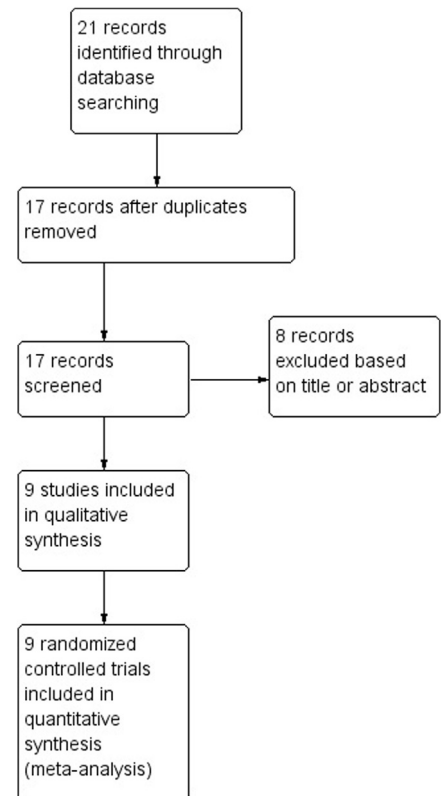 21 records
identified through
database
searching
17 records after duplicates
removed
17 records
screened
8 records
excluded based
on title or abstract
9 studies included
in qualitative
synthesis
9 randomized
controlled trials
included in
quantitative
synthesis
(meta-analysis)